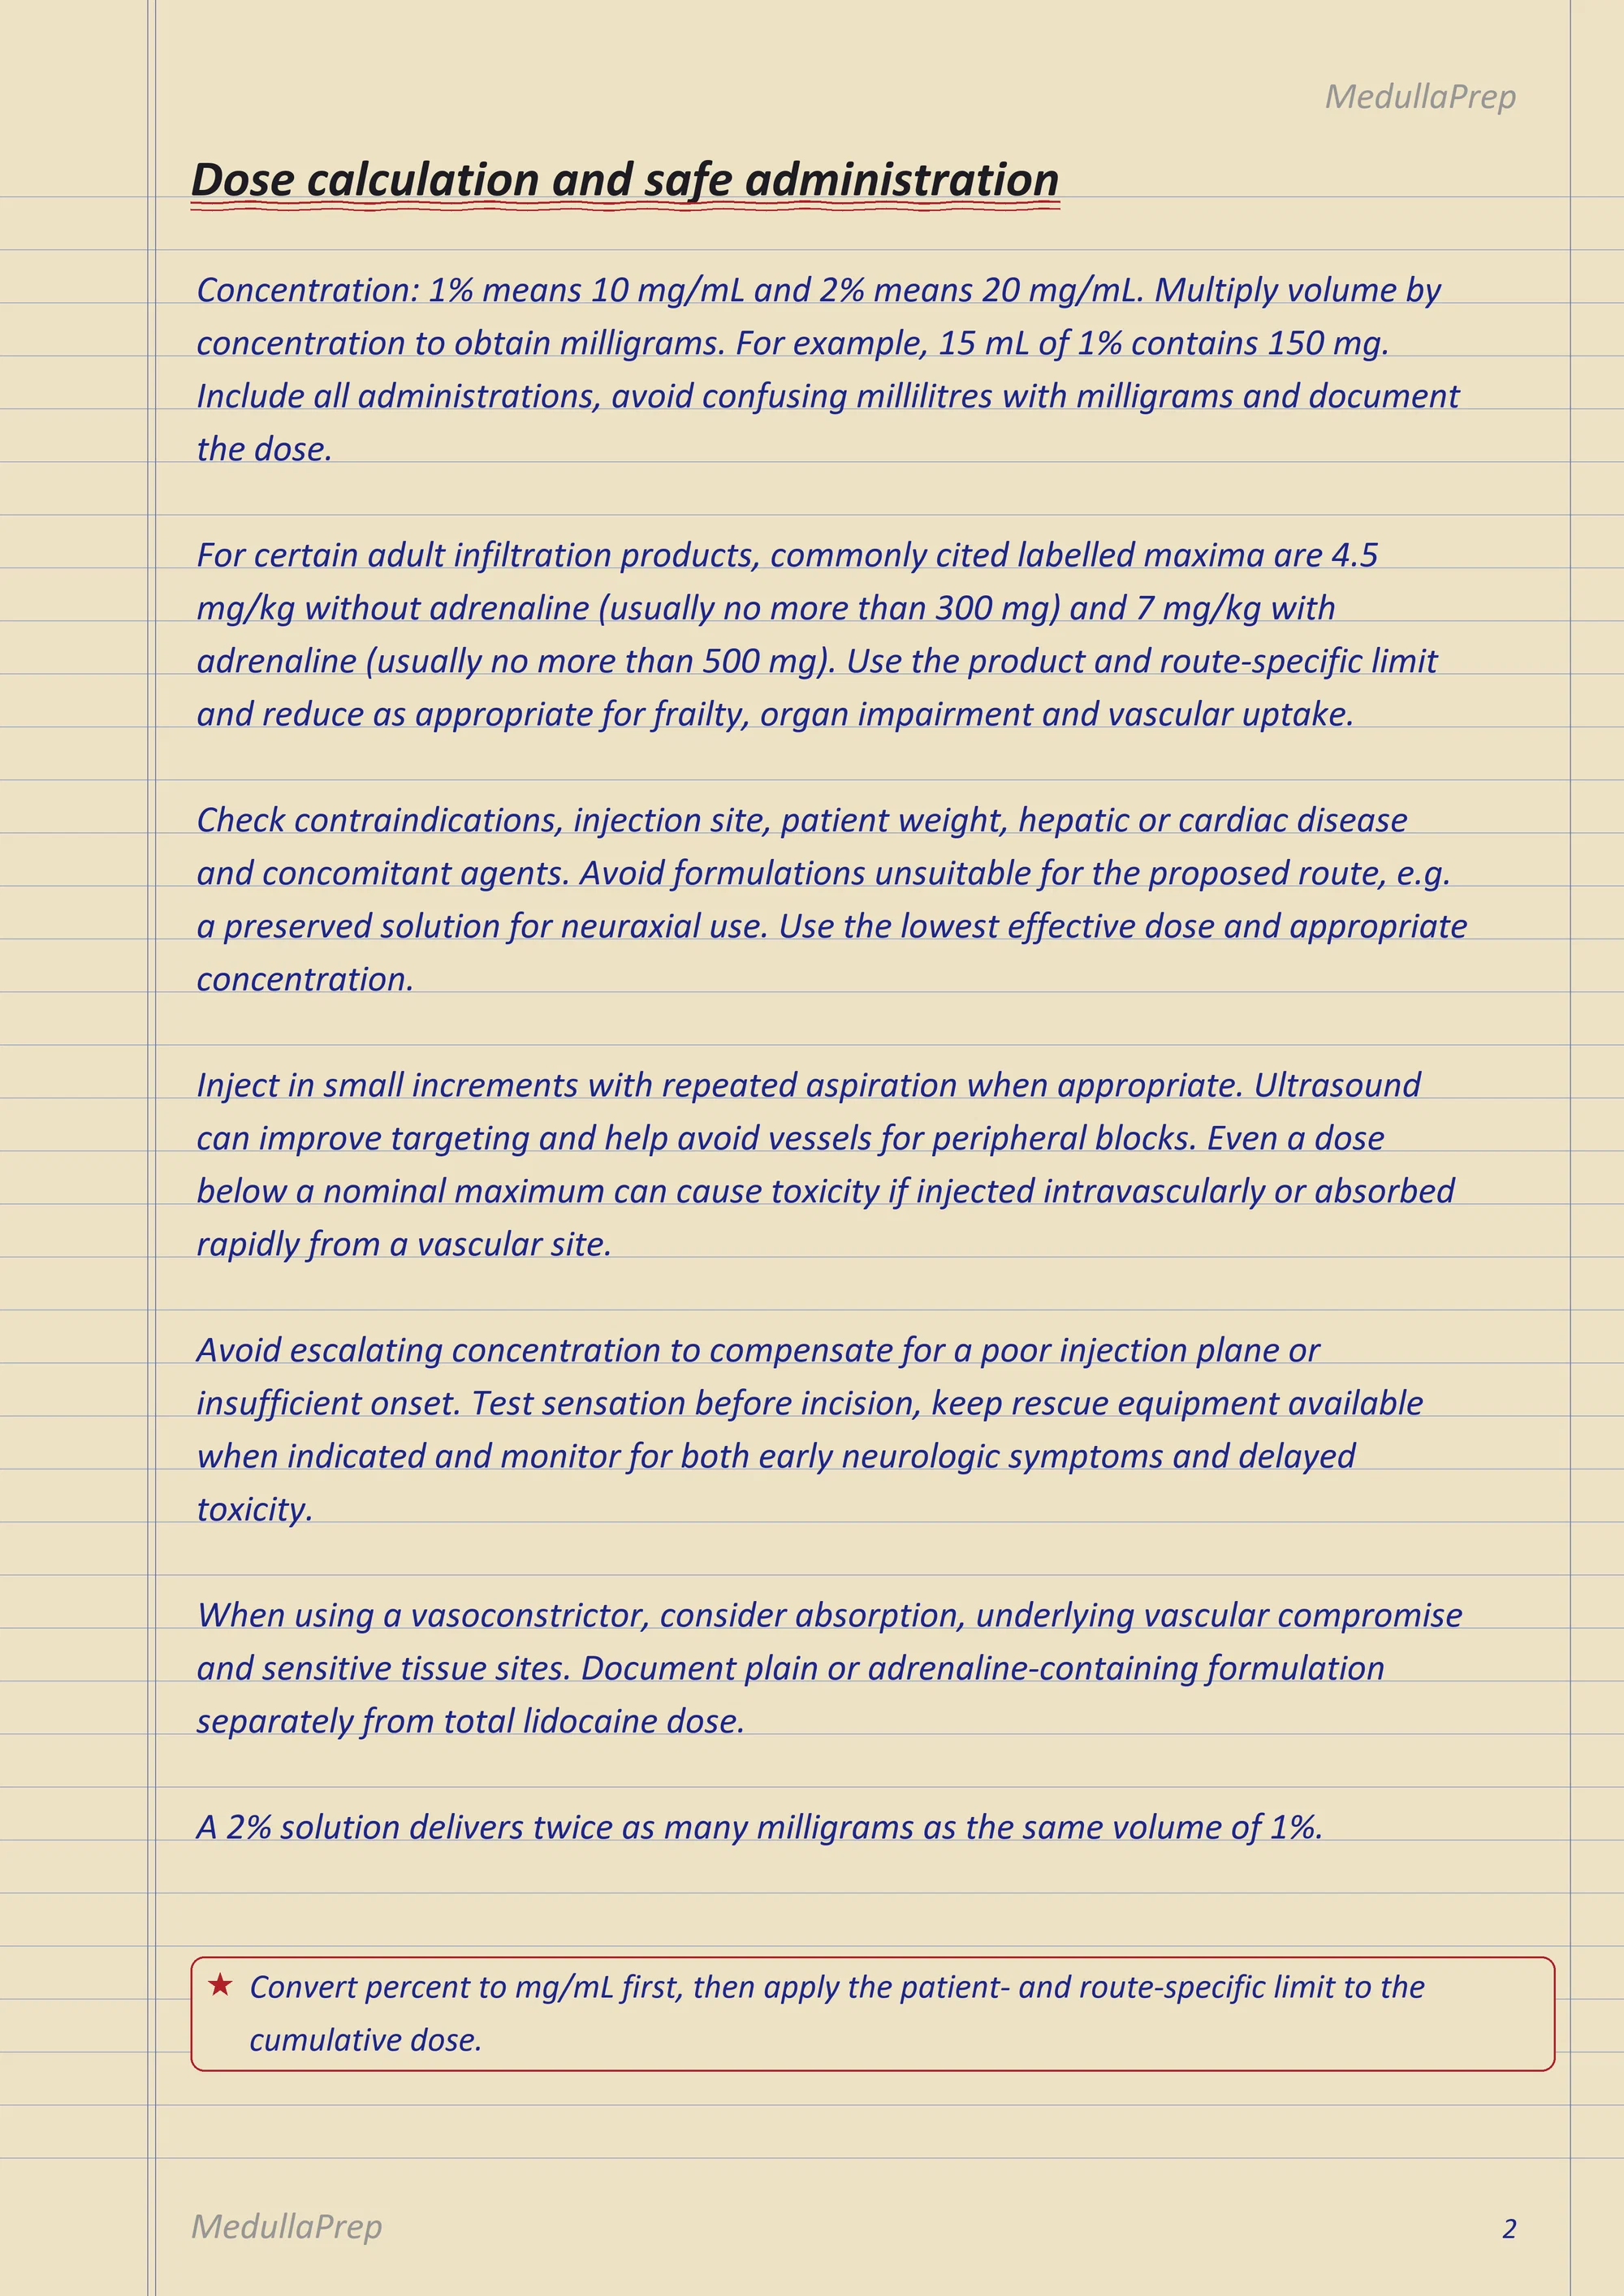 MedullaPrep
Dose calculation and safe administration
Concentration: 1% means 10 mg/mL and 2% means 20 mg/mL. Multiply volume by
concentration to obtain milligrams. For example, 15 mL of 1% contains 150 mg.
Include all administrations, avoid confusing millilitres with milligrams and document
the dose.
For certain adult infiltration products, commonly cited labelled maxima are 4.5
mg/kg without adrenaline (usually no more than 300 mg) and 7 mg/kg with
adrenaline (usually no more than 500 mg). Use the product and route-specific limit
and reduce as appropriate for frailty, organ impairment and vascular uptake.
Check contraindications, injection site, patient weight, hepatic or cardiac disease
and concomitant agents. Avoid formulations unsuitable for the proposed route, e.g.
a preserved solution for neuraxial use. Use the lowest effective dose and appropriate
concentration.
Inject in small increments with repeated aspiration when appropriate. Ultrasound
can improve targeting and help avoid vessels for peripheral blocks. Even a dose
below a nominal maximum can cause toxicity if injected intravascularly or absorbed
rapidly from a vascular site.
Avoid escalating concentration to compensate for a poor injection plane or
insufficient onset. Test sensation before incision, keep rescue equipment available
when indicated and monitor for both early neurologic symptoms and delayed
toxicity.
When using a vasoconstrictor, consider absorption, underlying vascular compromise
and sensitive tissue sites. Document plain or adrenaline-containing formulation
separately from total lidocaine dose.
A 2% solution delivers twice as many milligrams as the same volume of 1%.
★ Convert percent to mg/mL first, then apply the patient- and route-specific limit to the
cumulative dose.
MedullaPrep
2